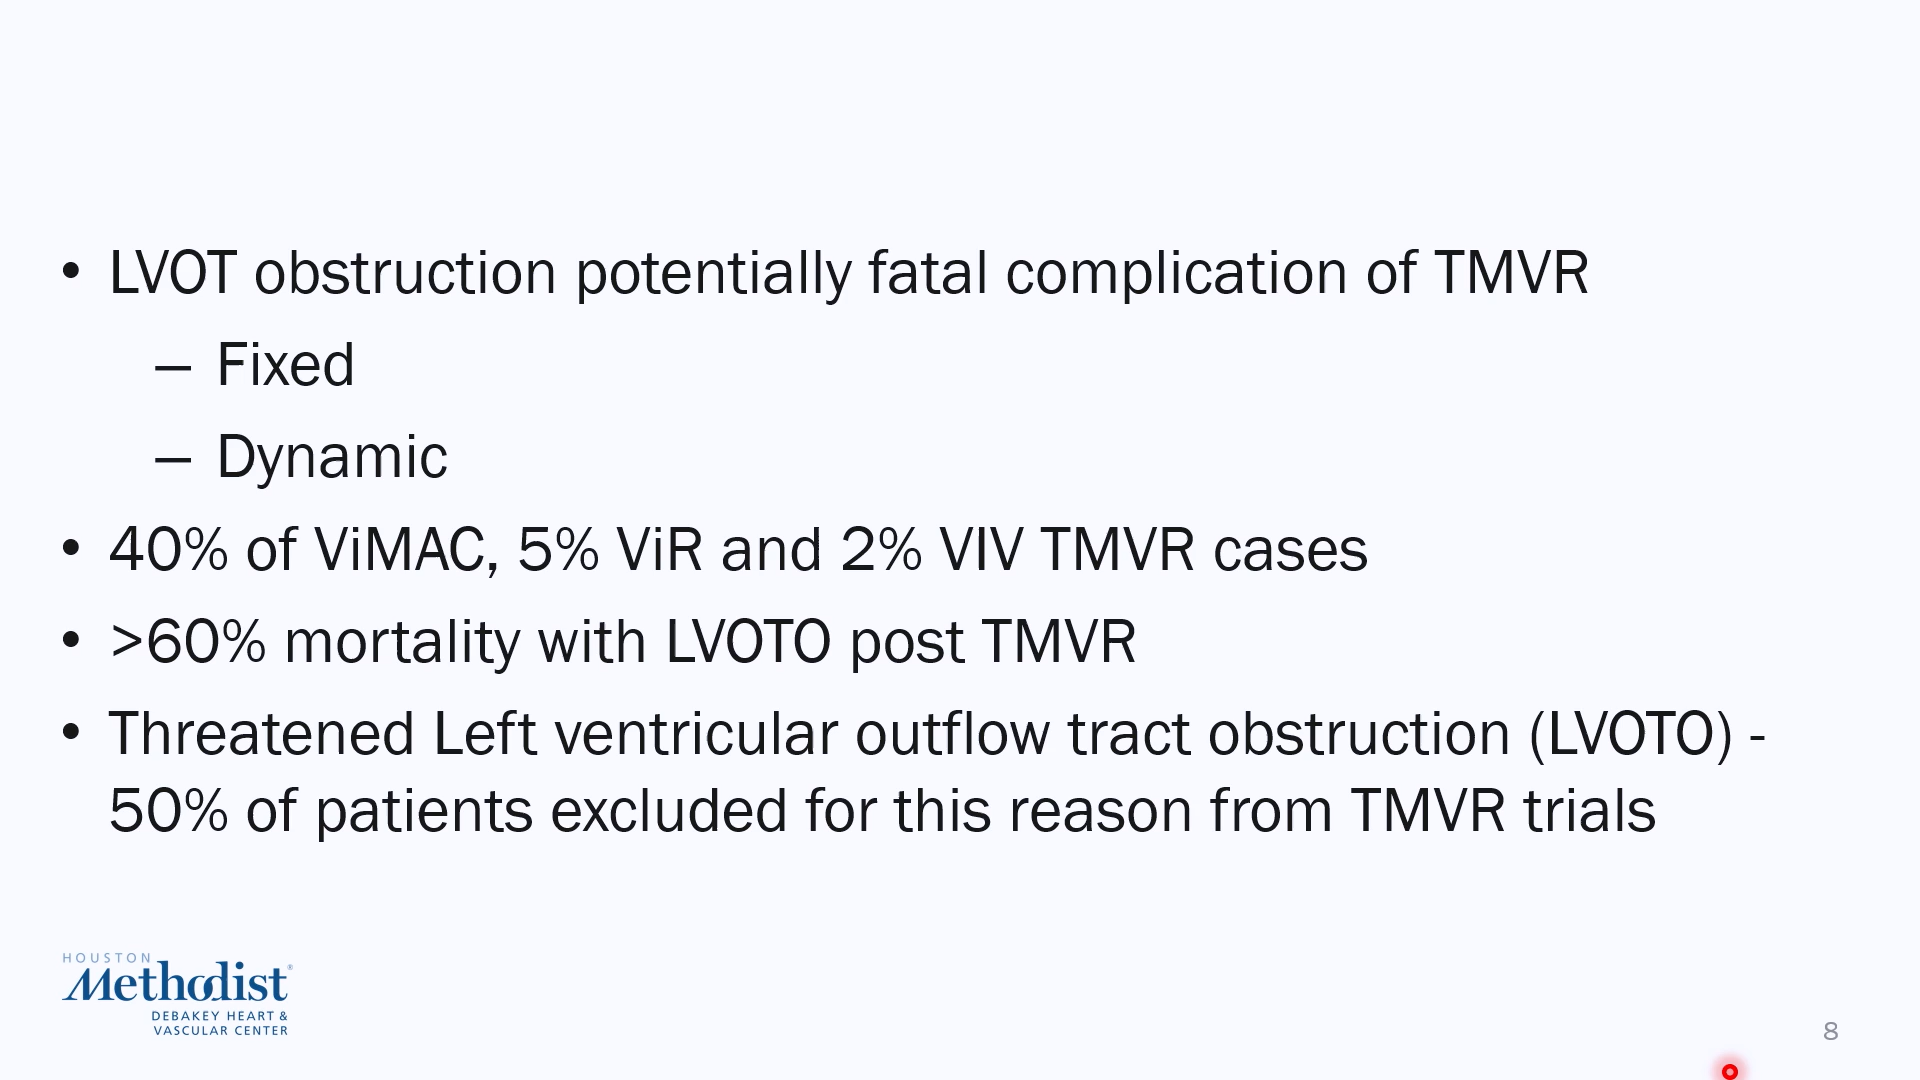 • LVOT obstruction potentially fatal complication of TMVR
– Fixed
– Dynamic
• 40% of ViMAC, 5% ViR and 2% VIV TMVR cases
• >60% mortality with LVOTO post TMVR
• Threatened Left ventricular outflow tract obstruction (LVOTO) -
50% of patients excluded for this reason from TMVR trials
HOUSTON
Methodist®
DEBAKEY HEART &
VASCULAR CENTER
8